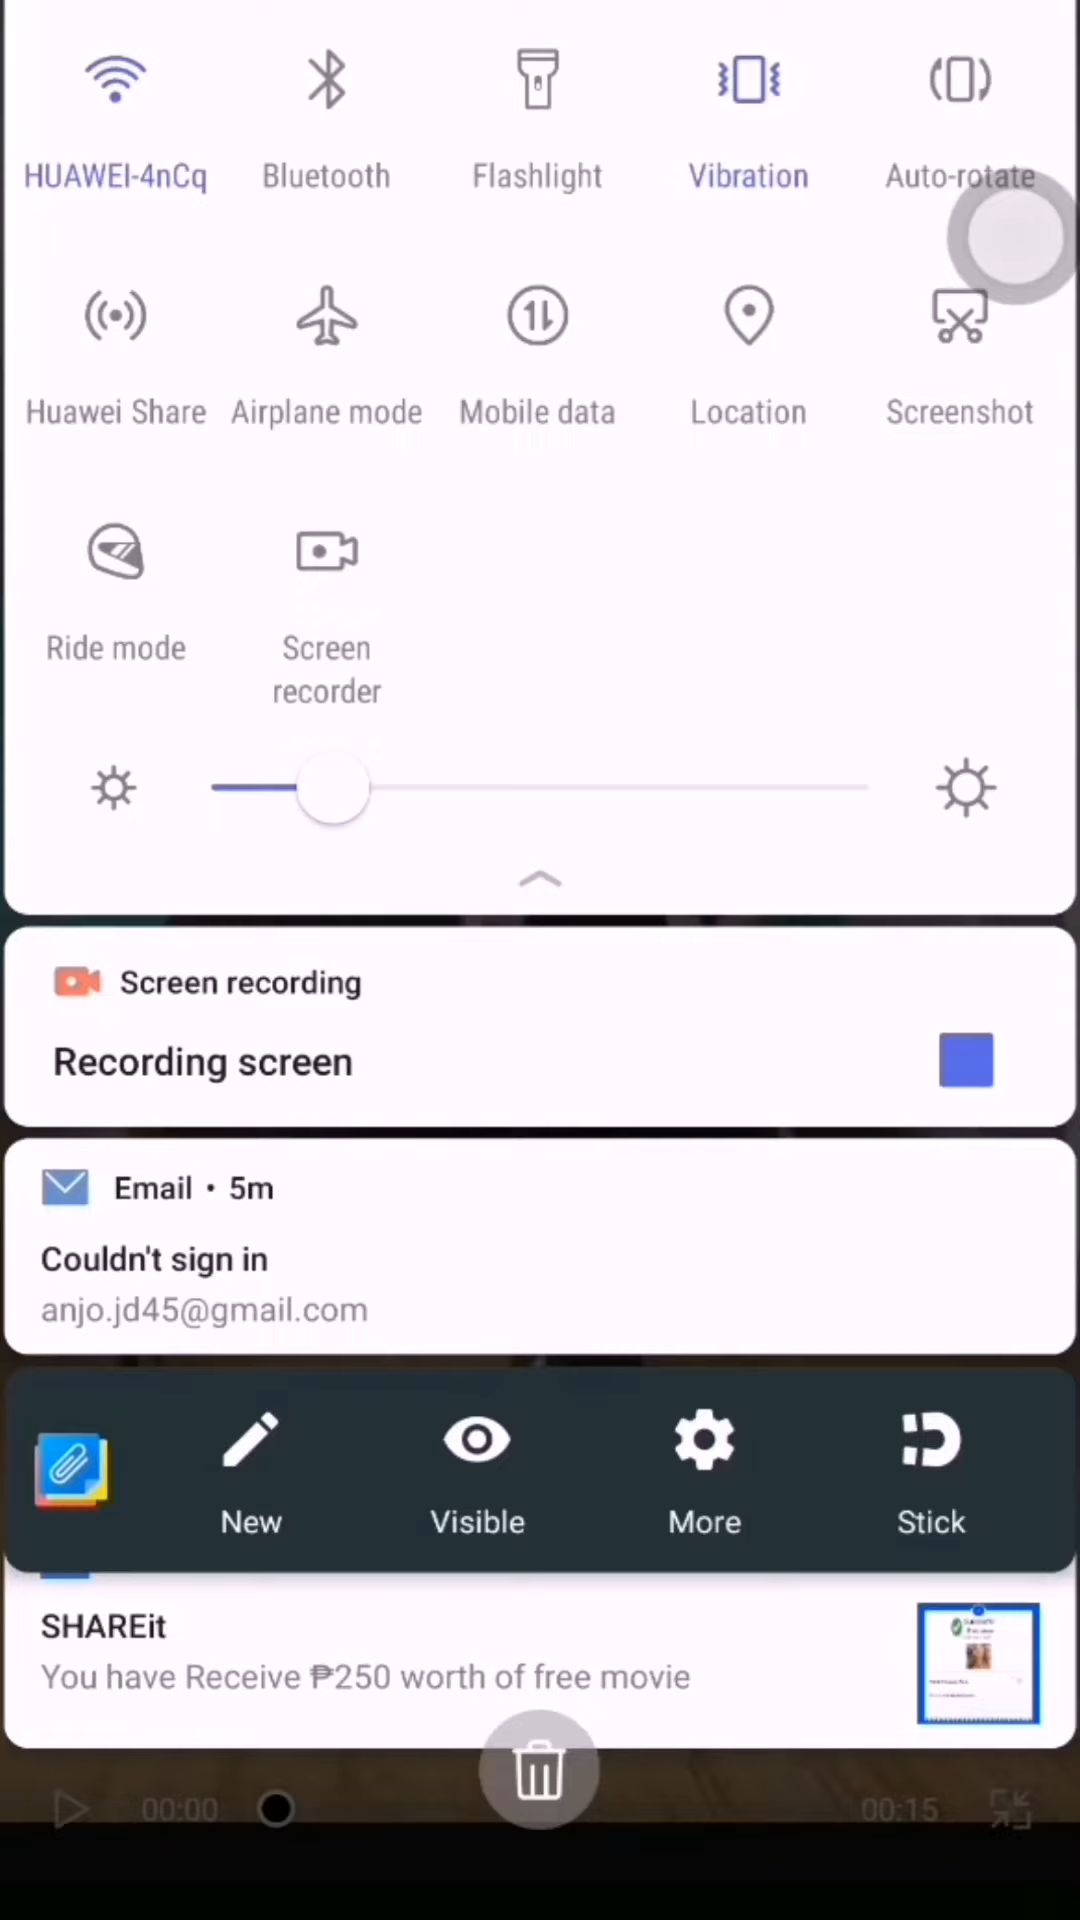 HUAWEI-4nCq Bluetooth Flashlight Vibration Auto-rotate
Huawei Share Airplane mode Mobile data Location Screenshot
Ride mode Screen
recorder
Screen recording
Recording screen
Email • 5m
Couldn't sign in
anjo.jd45@gmail.com
New Visible More Stick
SHAREit
You have Receive ₱250 worth of free movie
00:00 00:15